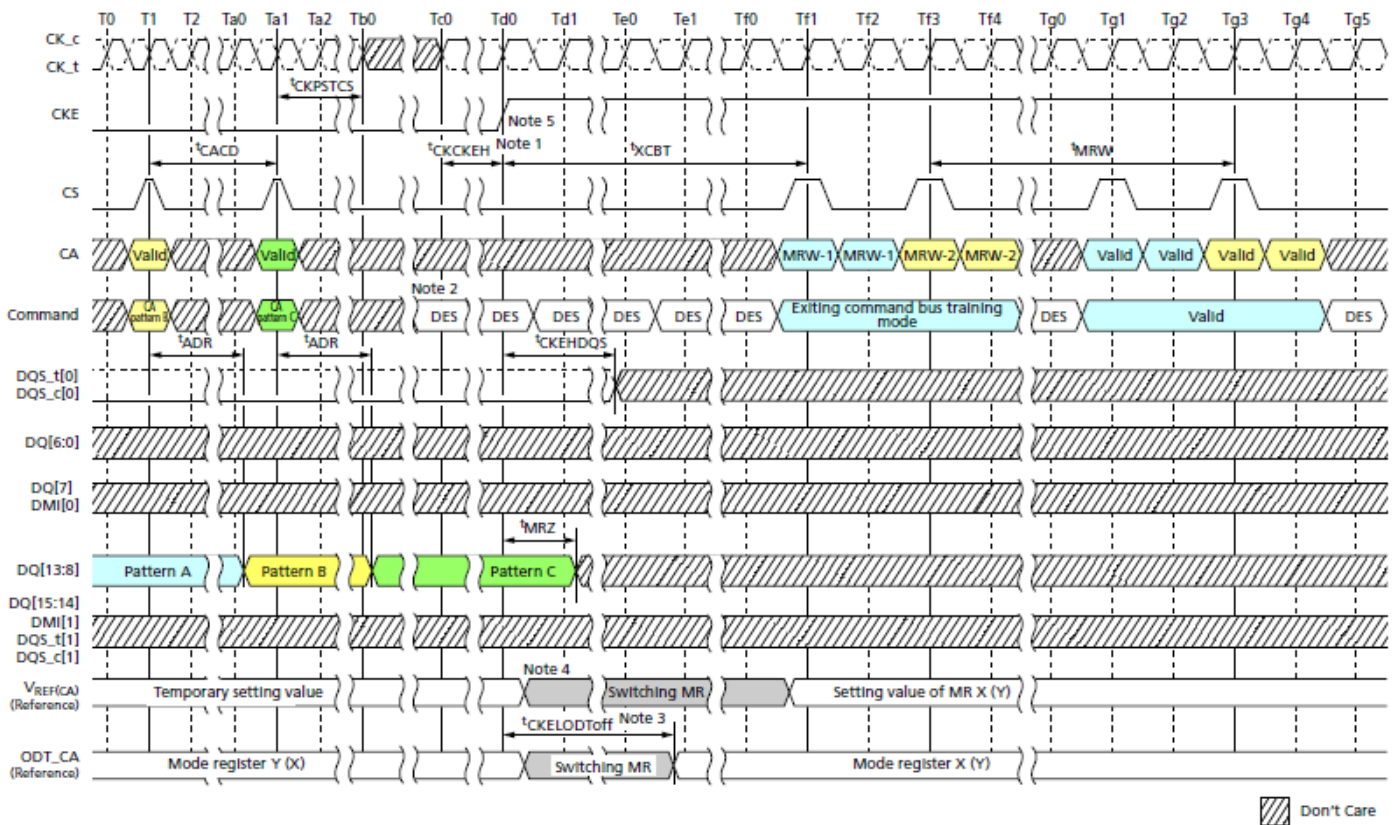 T0 T1 T2 Ta0 Ta1 Ta2 Tb0 Tc0 Td0 Td1 Te0 Te1 Tf0 Tf1 Tf2 Tf3 Tf4 Tg0 Tg1 Tg2 Tg3 Tg4 Tg5
CK_c
CK_t
tCKPSTCS
CKE
Note 5
Note 1
tCACD
tCKCKEH
tXCBT
tMRW
CS
CA
Valid Valid MRW-1 MRW-1 MRW-2 MRW-2 Valid Valid Valid Valid
Note 2
Command
CA pattern B
CA pattern C
DES DES DES DES DES DES
Exiting command bus training mode
DES Valid DES
tADR tADR tCKEHDQS
DQS_t[0]
DQS_c[0]
DQ[6:0]
DQ[7]
DMI[0]
tMRZ
DQ[13:8]
Pattern A Pattern B Pattern C
DQ[15:14]
DMI[1]
DQS_t[1]
DQS_c[1]
Note 4
VREF(CA)
(Reference)
Temporary setting value Switching MR Setting value of MR X (Y)
tCKELODToff Note 3
ODT_CA
(Reference)
Mode register Y (X) Switching MR Mode register X (Y)
Don't Care